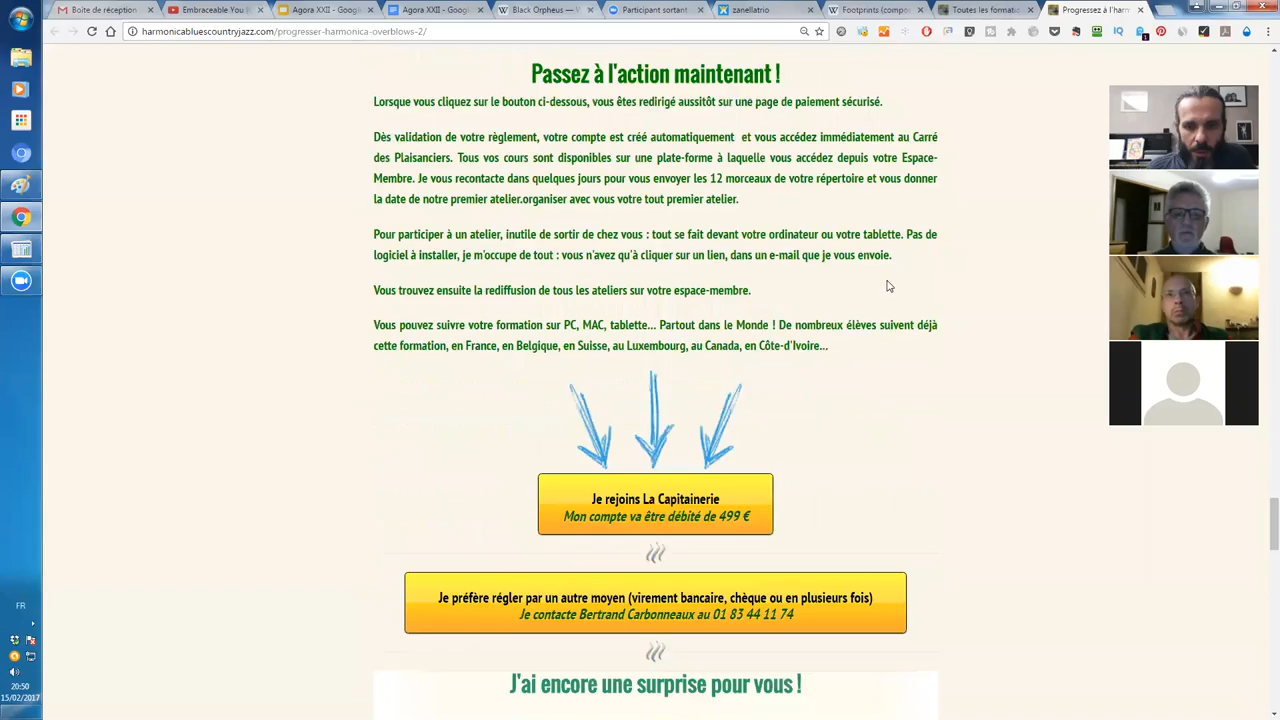 Boîte de réception
Embraceable You (
Agora XXII - Google
Agora XXII - Google
Black Orpheus — W
Participant sortant
zanellatrio
Footprints (compo
Toutes les formatio
Progressez à l'harm
harmonicabluescountryjazz.com/progresser-harmonica-overblows-2/
Passez à l'action maintenant !
Lorsque vous cliquez sur le bouton ci-dessous, vous êtes redirigé aussitôt sur une page de paiement sécurisé.
Dès validation de votre règlement, votre compte est créé automatiquement et vous accédez immédiatement au Carré
des Plaisanciers. Tous vos cours sont disponibles sur une plate-forme à laquelle vous accédez depuis votre Espace-
Membre. Je vous recontacte dans quelques jours pour vous envoyer les 12 morceaux de votre répertoire et vous donner
la date de notre premier atelier.organiser avec vous votre tout premier atelier.
Pour participer à un atelier, inutile de sortir de chez vous : tout se fait devant votre ordinateur ou votre tablette. Pas de
logiciel à installer, je m'occupe de tout : vous n'avez qu'à cliquer sur un lien, dans un e-mail que je vous envoie.
Vous trouvez ensuite la rediffusion de tous les ateliers sur votre espace-membre.
Vous pouvez suivre votre formation sur PC, MAC, tablette... Partout dans le Monde ! De nombreux élèves suivent déjà
cette formation, en France, en Belgique, en Suisse, au Luxembourg, au Canada, en Côte-d'Ivoire...
Je rejoins La Capitainerie
Mon compte va être débité de 499 €
Je préfère régler par un autre moyen (virement bancaire, chèque ou en plusieurs fois)
Je contacte Bertrand Carbonneaux au 01 83 44 11 74
J'ai encore une surprise pour vous !
FR
20:50
15/02/2017